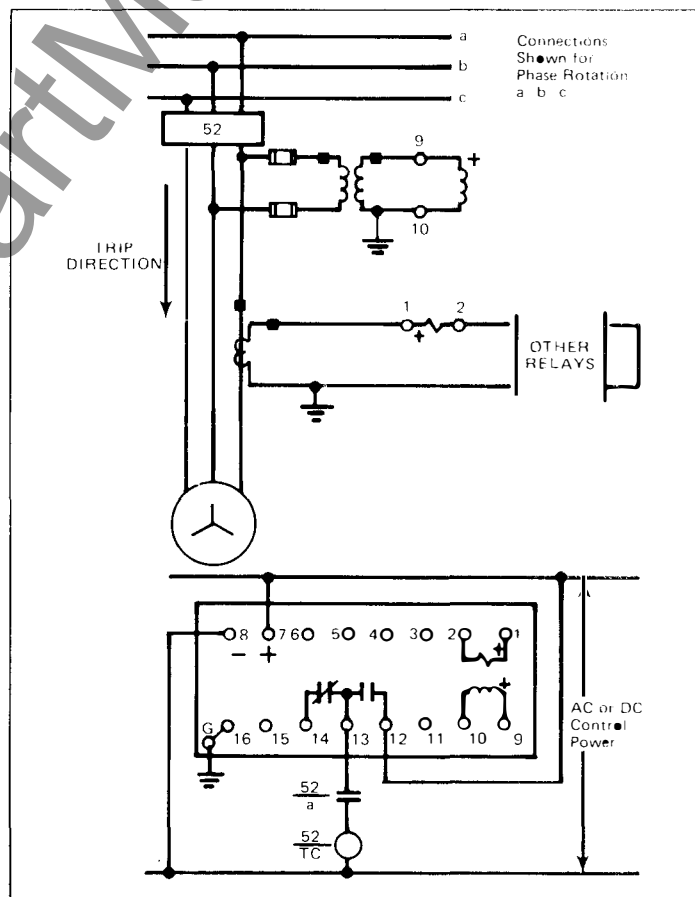 artM
a
b
c
Connections
Shown for
Phase Rotation
a b c
52
9
+
10
TRIP
DIRECTION
1
2
+
OTHER
RELAYS
8
7
6
5
4
3
2
1
- +
+
+
G
16
15
14
13
12
11
10
9
AC or DC
Control
Power
52
a
52
TC